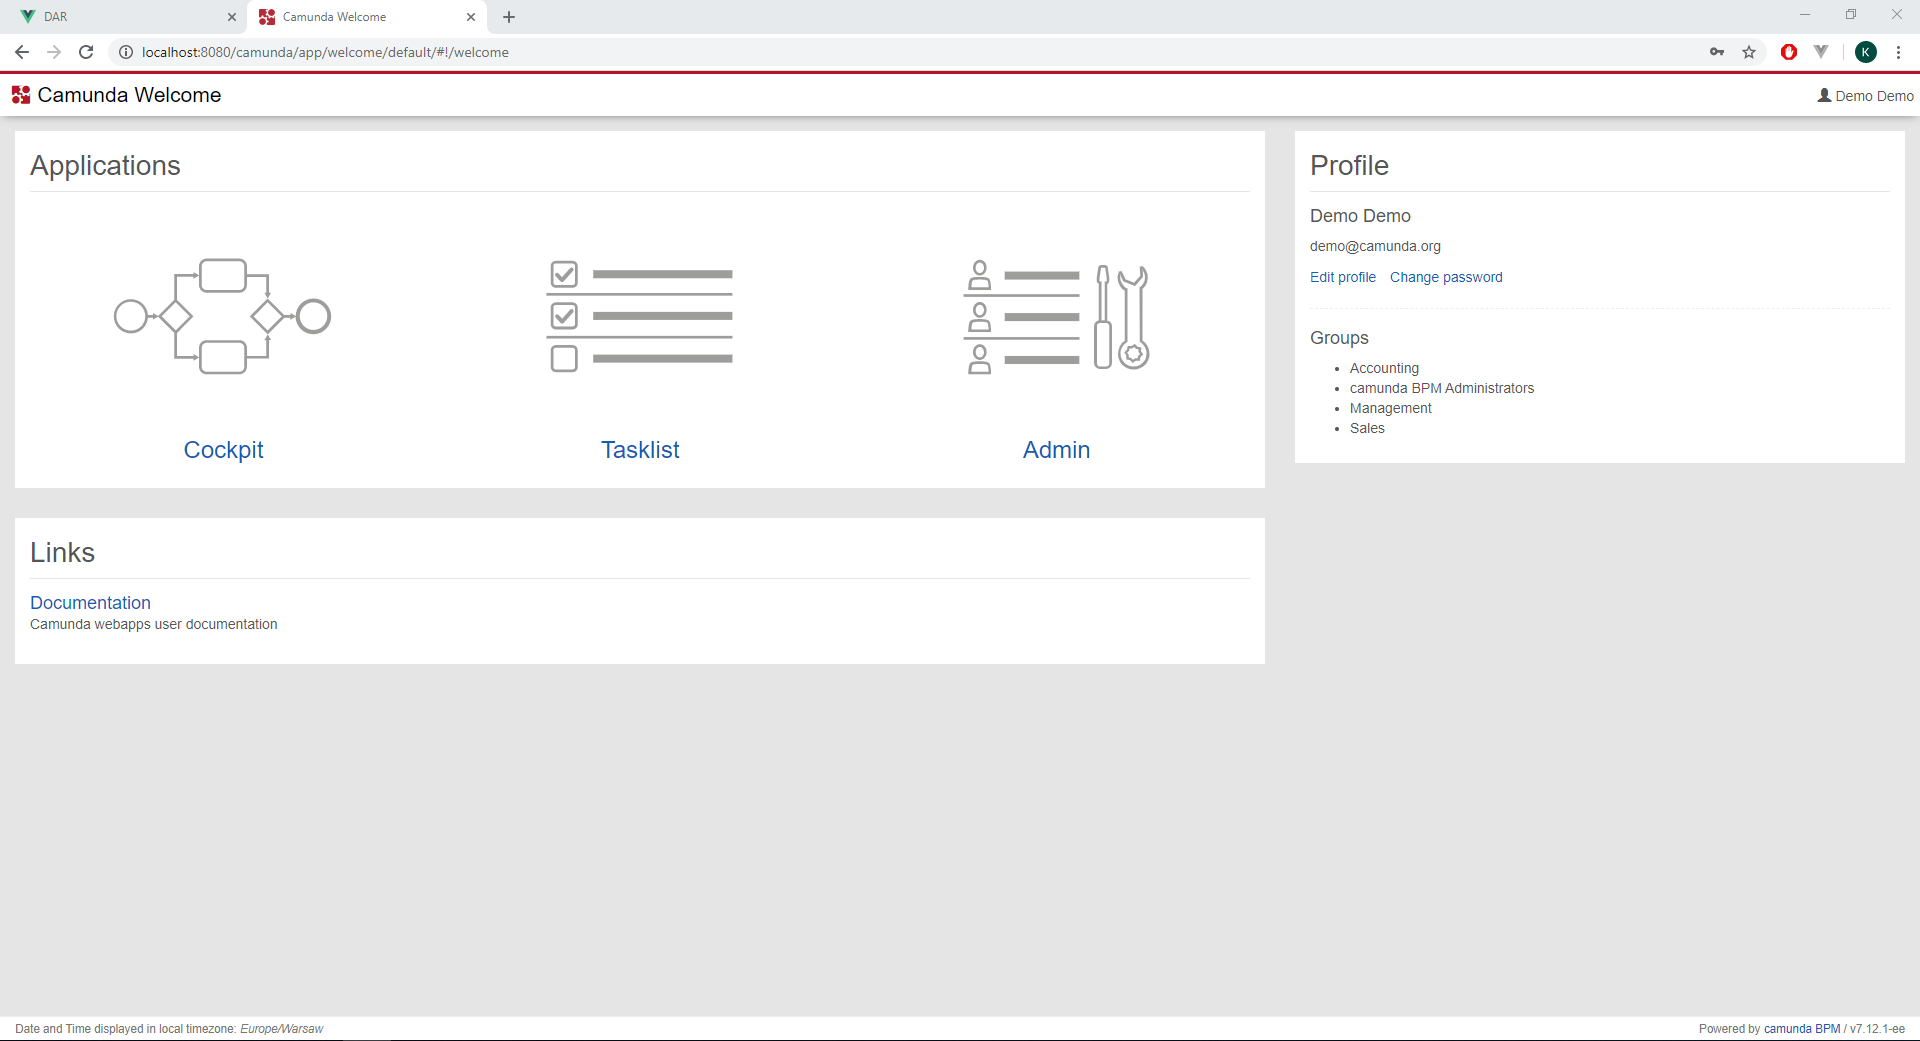 DAR
Camunda Welcome
localhost:8080/camunda/app/welcome/default/#!/welcome
K
Camunda Welcome
Demo Demo
Applications
Cockpit
Tasklist
Admin
Profile
Demo Demo
demo@camunda.org
Edit profile Change password
Groups
Accounting
camunda BPM Administrators
Management
Sales
Links
Documentation
Camunda webapps user documentation
Date and Time displayed in local timezone: Europe/Warsaw
Powered by camunda BPM / v7.12.1-ee